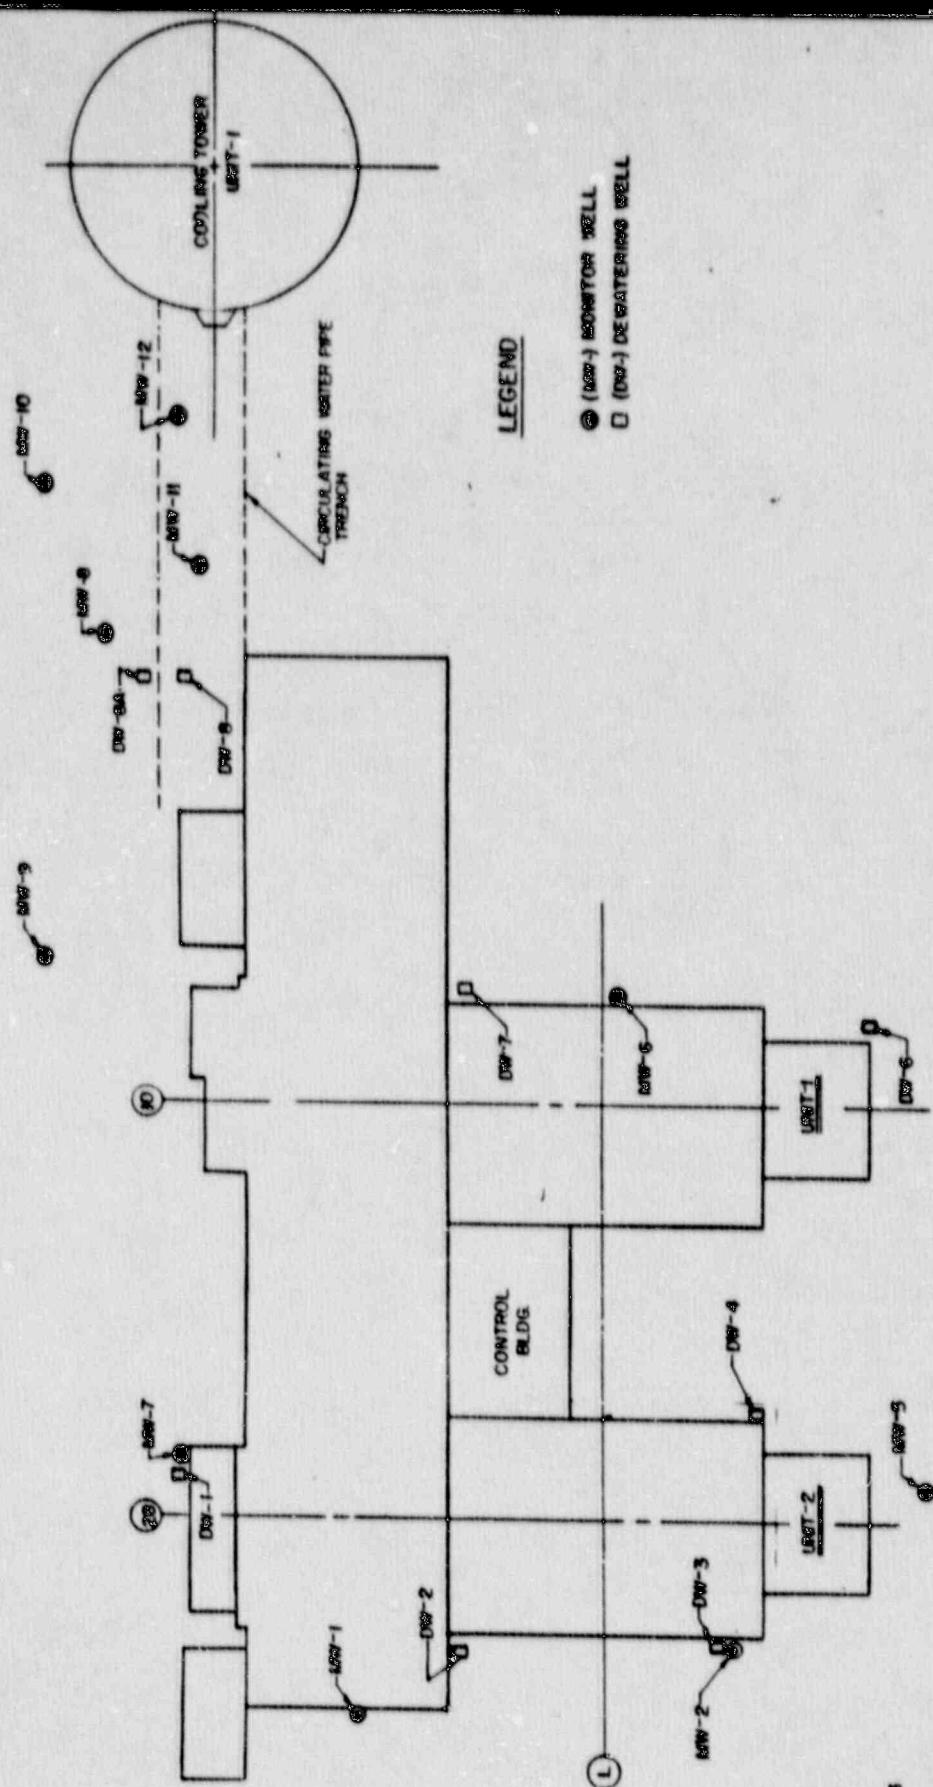 COOLING TOWER
UNIT-1
MW-10
MW-12
MW-11
MW-8
DW-8A
DW-8
CIRCULATING WATER PIPE
TRENCH
LEGEND
(MW-) MONITOR WELL
(DW-) DEWATERING WELL
MW-9
10
DW-7
MW-6
UNIT-1
DW-6
CONTROL
BLDG.
DW-4
MW-7
DW-1
DW-2
MW-1
DW-3
MW-2
UNIT-2
MW-5
L